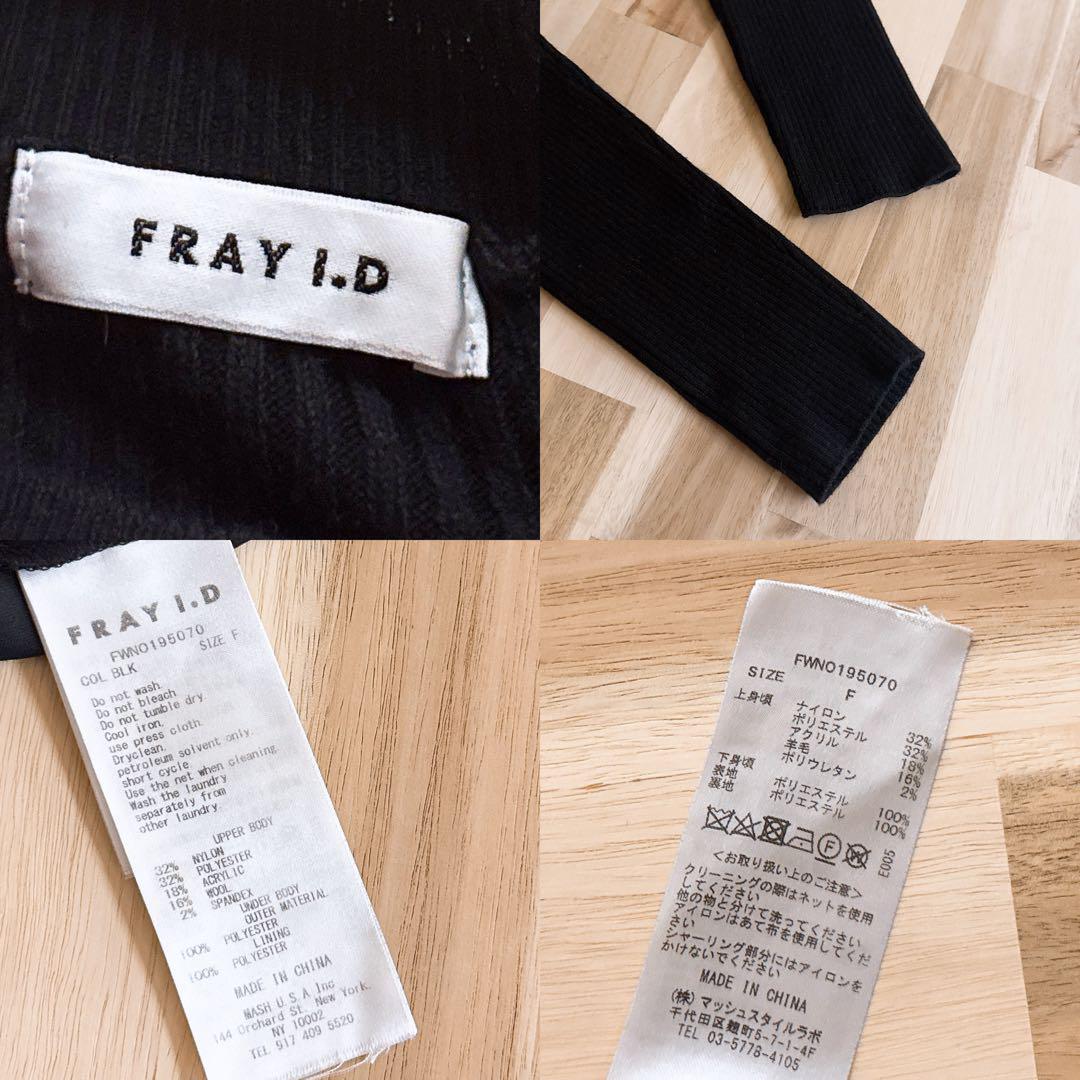 FRAY I.D
FRAY I.D
FWNO195070
COL BLK SIZE F
Do not wash.
Do not bleach
Do not tumble dry.
Cool iron.
use press cloth.
Dryclean.
petroleum solvent only.
short cycle.
Use the net when cleaning.
Wash the laundry
separately from
other laundry.
UPPER BODY
32% NYLON
32% POLYESTER
18% ACRYLIC
16% WOOL
2% SPANDEX
UNDER BODY
OUTER MATERIAL
100% POLYESTER
LINING
100% POLYESTER
MADE IN CHINA
MASH U.S.A Inc
144 Orchard St. New York.
NY 10002
TEL 917 409 5520
FWNO195070
SIZE F
上身頃 ナイロン 32%
ポリエステル 32%
アクリル 18%
羊毛 16%
ポリウレタン 2%
下身頃
表地 ポリエステル 100%
裏地 ポリエステル 100%
F
E005
<お取り扱い上のご注意>
クリーニングの際はネットを使用
してください
他の物と分けて洗ってください
アイロンはあて布を使用してくだ
さい
シャーリング部分にはアイロンを
かけないでください
MADE IN CHINA
(株)マッシュスタイルラボ
千代田区麹町5-7-1-4F
TEL 03-5778-4105